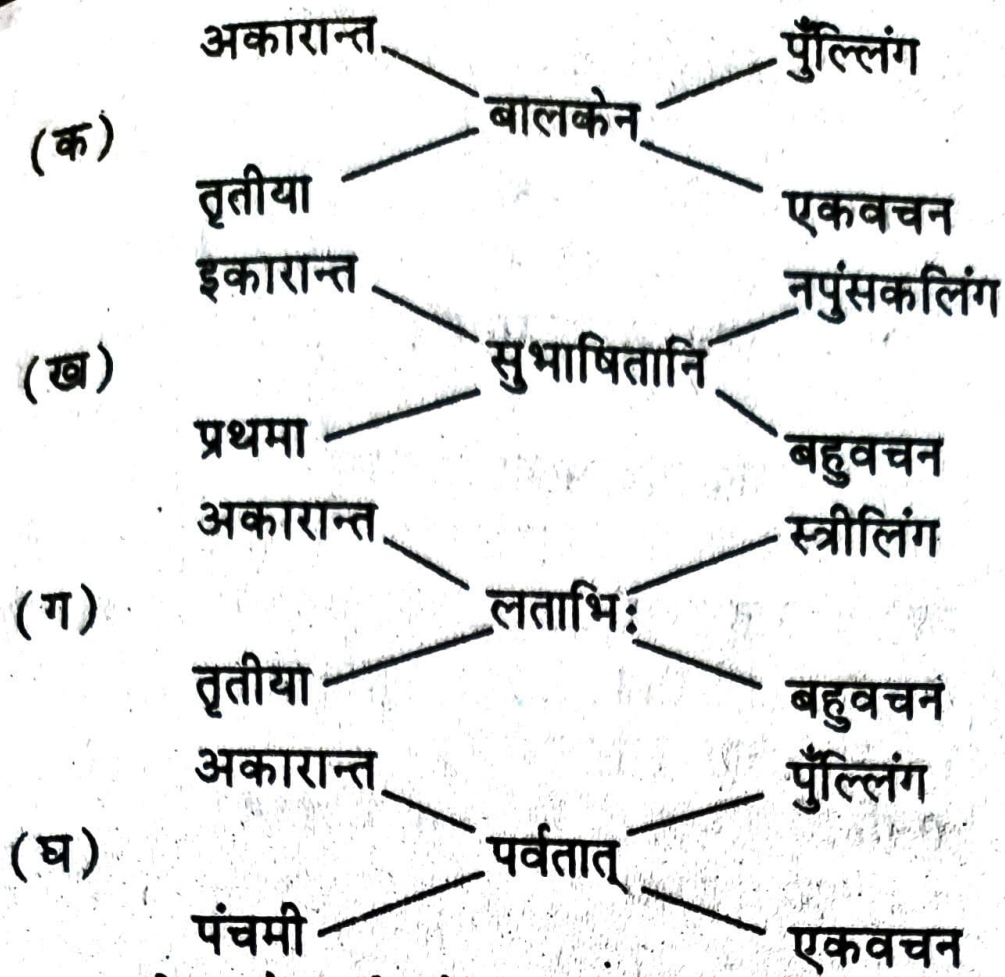 अकारान्त पुँल्लिंग
(क) बालकेन
तृतीया एकवचन
इकारान्त नपुंसकलिंग
(ख) सुभाषितानि
प्रथमा बहुवचन
अकारान्त स्त्रीलिंग
(ग) लताभिः
तृतीया बहुवचन
अकारान्त पुँल्लिंग
(घ) पर्वतात्
पंचमी एकवचन